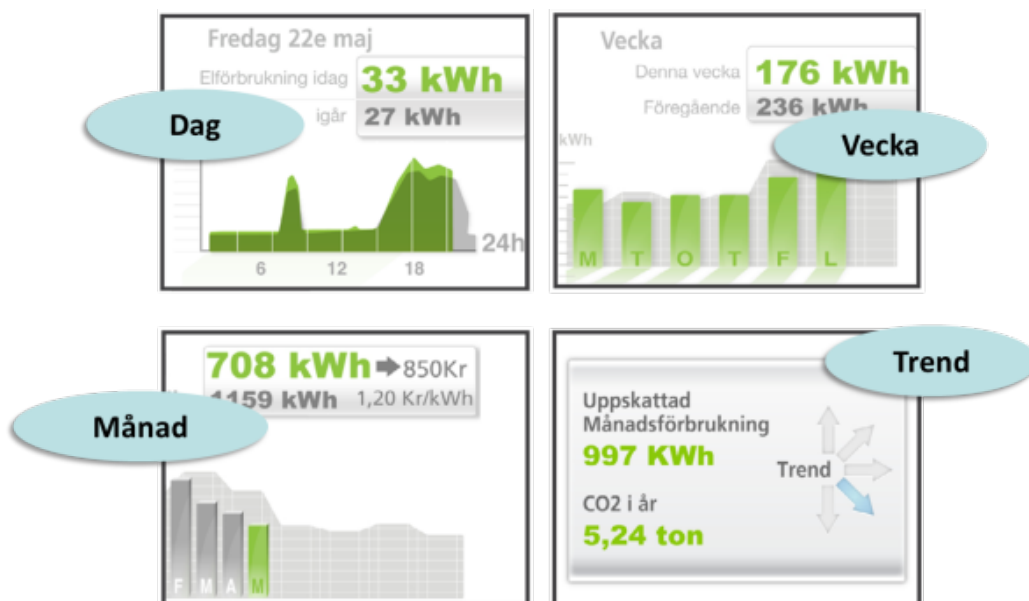 Fredag 22e maj
Elförbrukning idag 33 kWh
igår 27 kWh
Dag
24h
6 12 18
Vecka
Denna vecka 176 kWh
Föregående 236 kWh
Vecka
kWh
M T O T F L
708 kWh 850Kr
1159 kWh 1,20 Kr/kWh
Månad
F M A M
Trend
Uppskattad
Månadsförbrukning
997 KWh
Trend
CO2 i år
5,24 ton